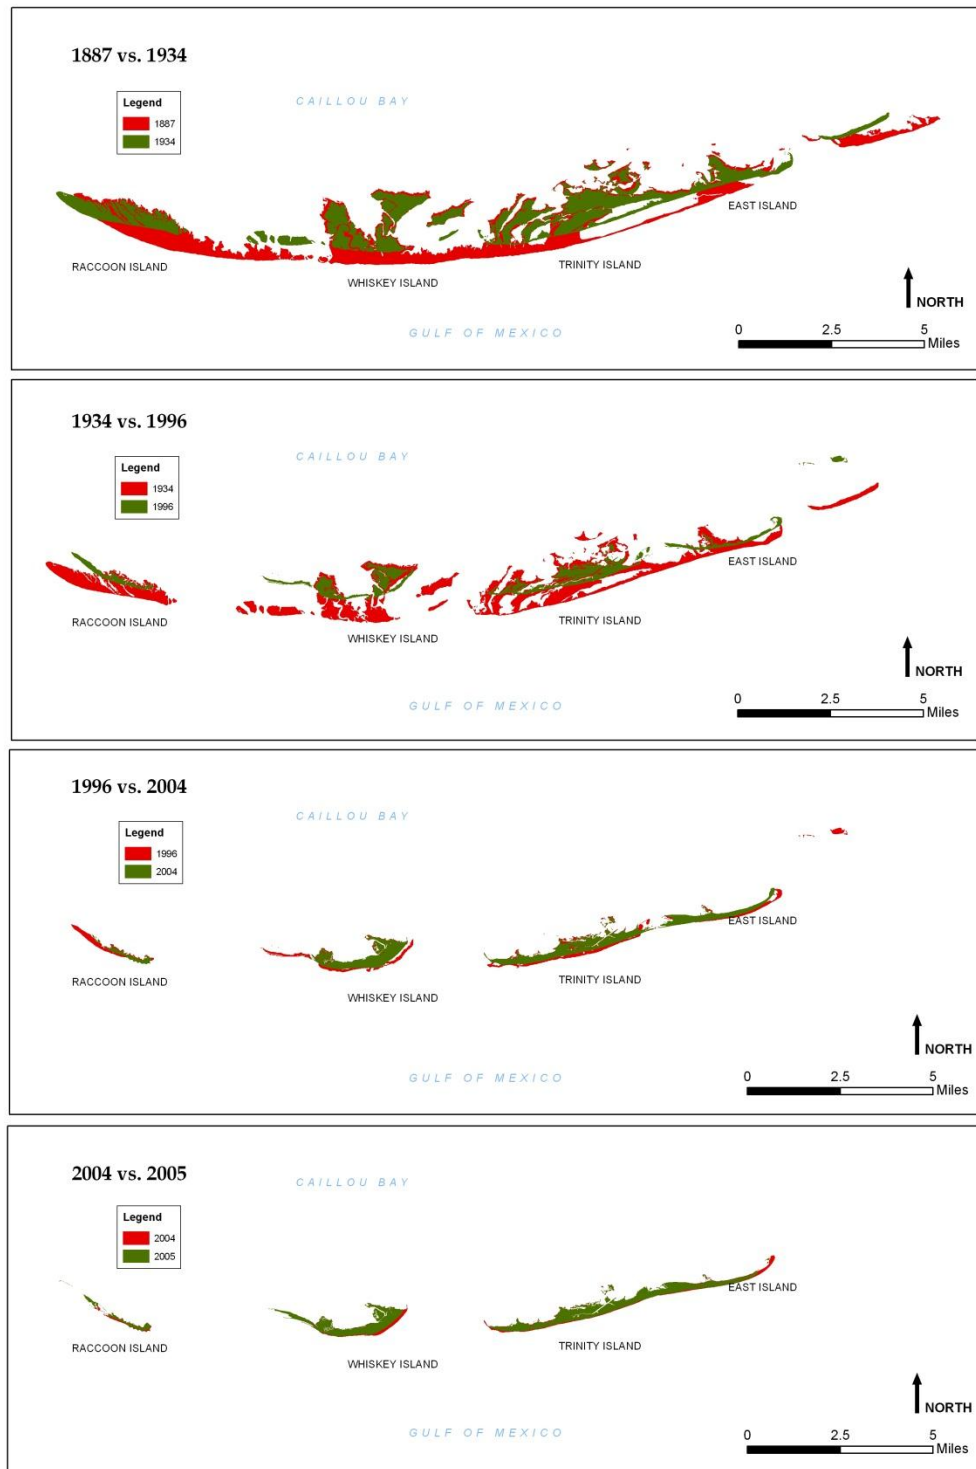 1887 vs. 1934
CAILLOU BAY
Legend
1887
1934
EAST ISLAND
RACCOON ISLAND
TRINITY ISLAND
WHISKEY ISLAND
NORTH
GULF OF MEXICO
0 2.5 5
Miles
1934 vs. 1996
CAILLOU BAY
Legend
1934
1996
EAST ISLAND
RACCOON ISLAND
TRINITY ISLAND
WHISKEY ISLAND
NORTH
0 2.5 5
GULF OF MEXICO
Miles
1996 vs. 2004
CAILLOU BAY
Legend
1996
2004
EAST ISLAND
RACCOON ISLAND
TRINITY ISLAND
WHISKEY ISLAND
NORTH
GULF OF MEXICO
0 2.5 5
Miles
2004 vs. 2005
CAILLOU BAY
Legend
2004
2005
EAST ISLAND
RACCOON ISLAND
TRINITY ISLAND
WHISKEY ISLAND
NORTH
GULF OF MEXICO
0 2.5 5
Miles